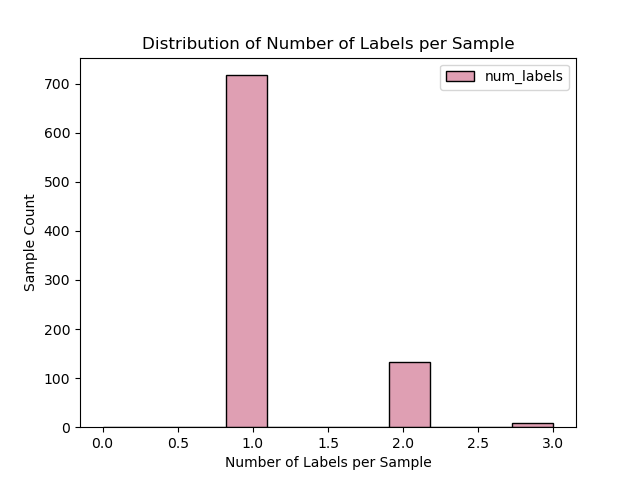 Distribution of Number of Labels per Sample
num_labels
Sample Count
700
600
500
400
300
200
100
0
0.0 0.5 1.0 1.5 2.0 2.5 3.0
Number of Labels per Sample